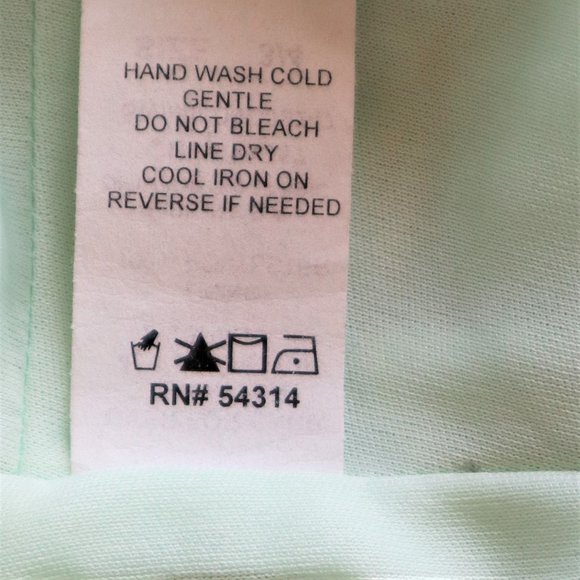 HAND WASH COLD
GENTLE
DO NOT BLEACH
LINE DRY
COOL IRON ON
REVERSE IF NEEDED
RN# 54314